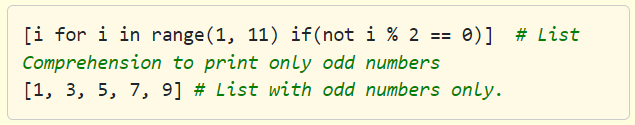 [i for i in range(1, 11) if(not i % 2 == 0)]  # List
Comprehension to print only odd numbers
[1, 3, 5, 7, 9] # List with odd numbers only.